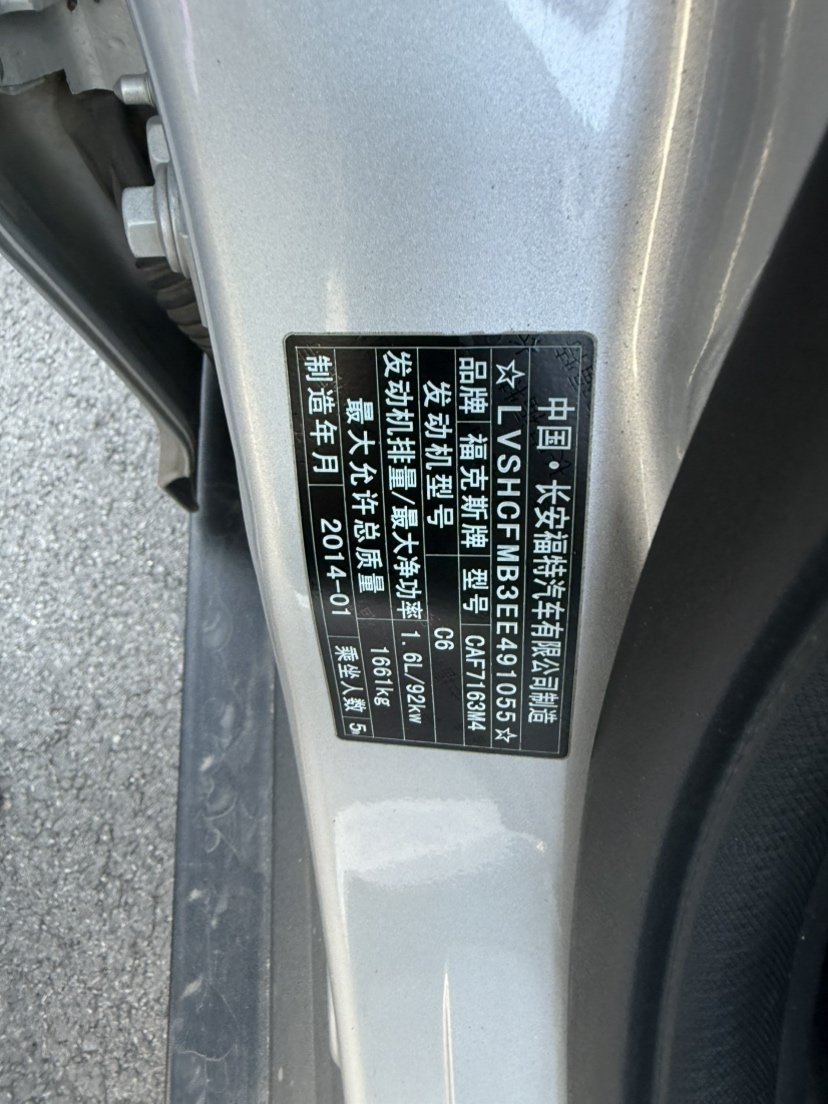 中国·长安福特汽车有限公司制造
☆LVSHCFMB3EE491055☆
品牌 福克斯牌 型号 CAF7163M4
发动机型号 C6
发动机排量/最大净功率 1.6L/92kw
最大允许总质量 1661kg
制造年月 2014-01 乘坐人数 5